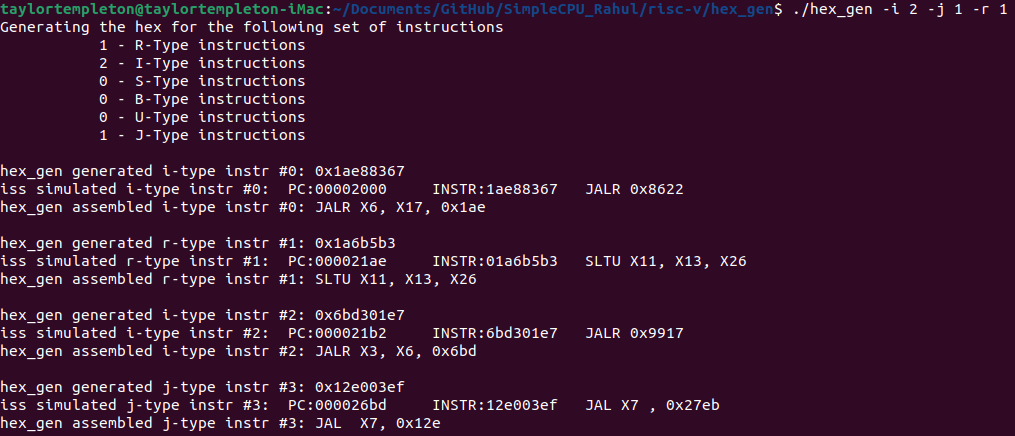 taylortempleton@taylortempleton-iMac:~/Documents/GitHub/SimpleCPU_Rahul/risc-v/hex_gen$ ./hex_gen -i 2 -j 1 -r 1
Generating the hex for the following set of instructions
1 - R-Type instructions
2 - I-Type instructions
0 - S-Type instructions
0 - B-Type instructions
0 - U-Type instructions
1 - J-Type instructions
hex_gen generated i-type instr #0: 0x1ae88367
iss simulated i-type instr #0:  PC:00002000     INSTR:1ae88367   JALR 0x8622
hex_gen assembled i-type instr #0: JALR X6, X17, 0x1ae
hex_gen generated r-type instr #1: 0x1a6b5b3
iss simulated r-type instr #1:  PC:000021ae     INSTR:01a6b5b3   SLTU X11, X13, X26
hex_gen assembled r-type instr #1: SLTU X11, X13, X26
hex_gen generated i-type instr #2: 0x6bd301e7
iss simulated i-type instr #2:  PC:000021b2     INSTR:6bd301e7   JALR 0x9917
hex_gen assembled i-type instr #2: JALR X3, X6, 0x6bd
hex_gen generated j-type instr #3: 0x12e003ef
iss simulated j-type instr #3:  PC:000026bd     INSTR:12e003ef   JAL X7 , 0x27eb
hex_gen assembled j-type instr #3: JAL  X7, 0x12e